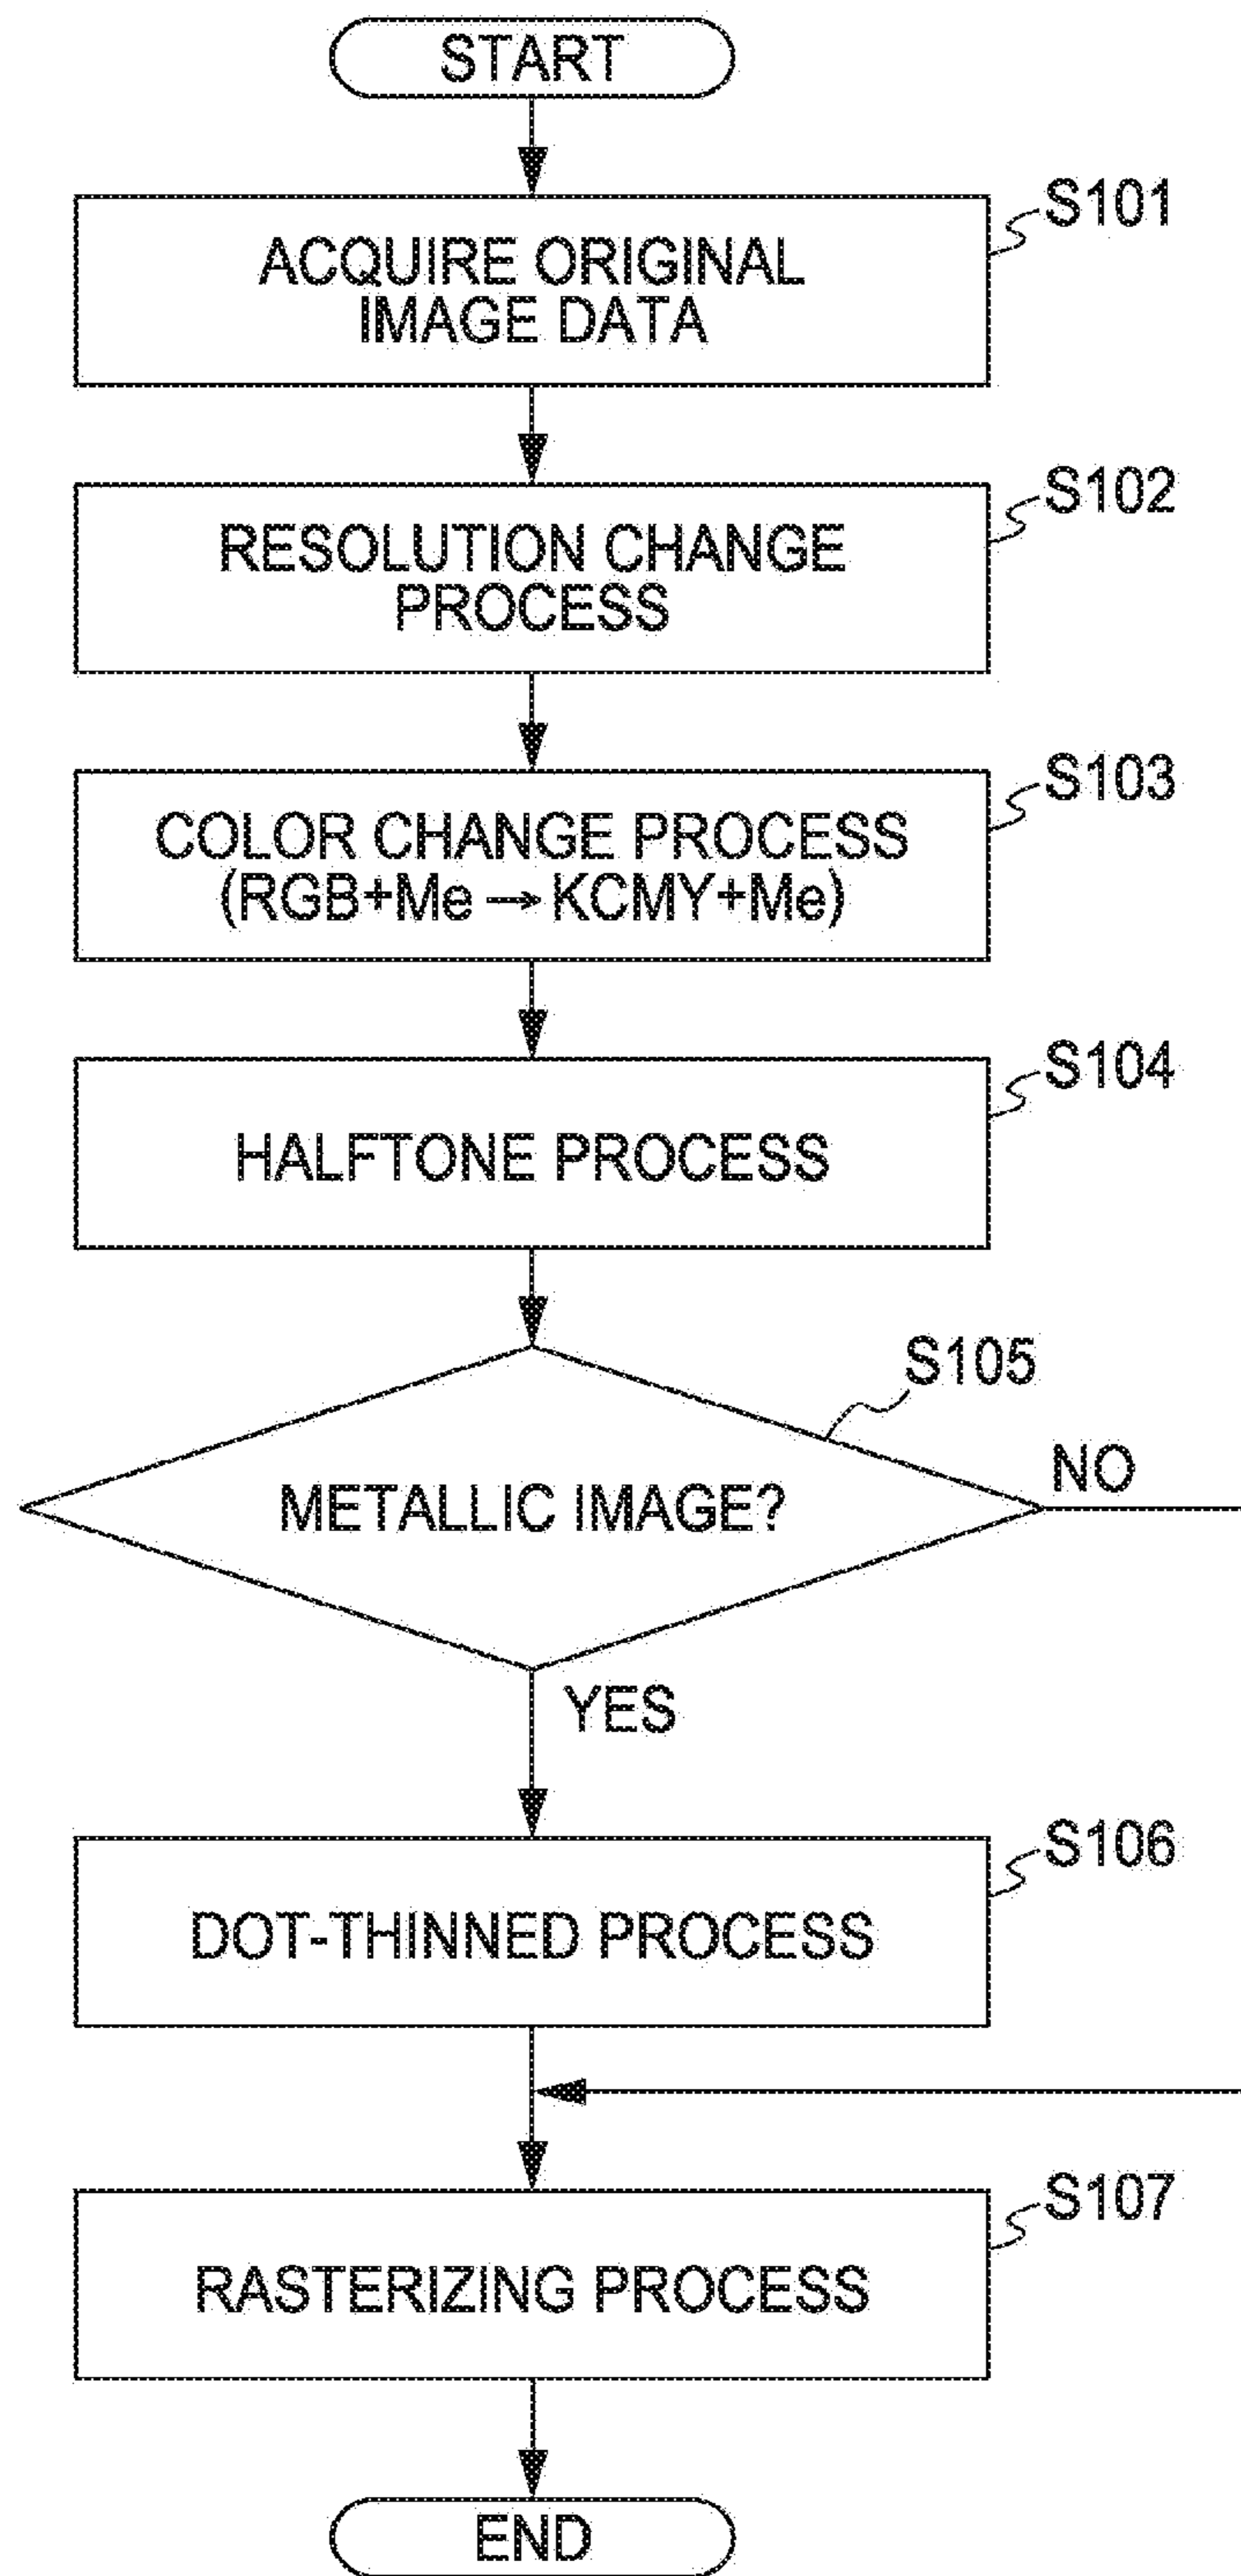 START
S101
ACQUIRE ORIGINAL
IMAGE DATA
S102
RESOLUTION CHANGE
PROCESS
S103
COLOR CHANGE PROCESS
(RGB+Me → KCMY+Me)
S104
HALFTONE PROCESS
S105
METALLIC IMAGE?
NO
YES
S106
DOT-THINNED PROCESS
S107
RASTERIZING PROCESS
END